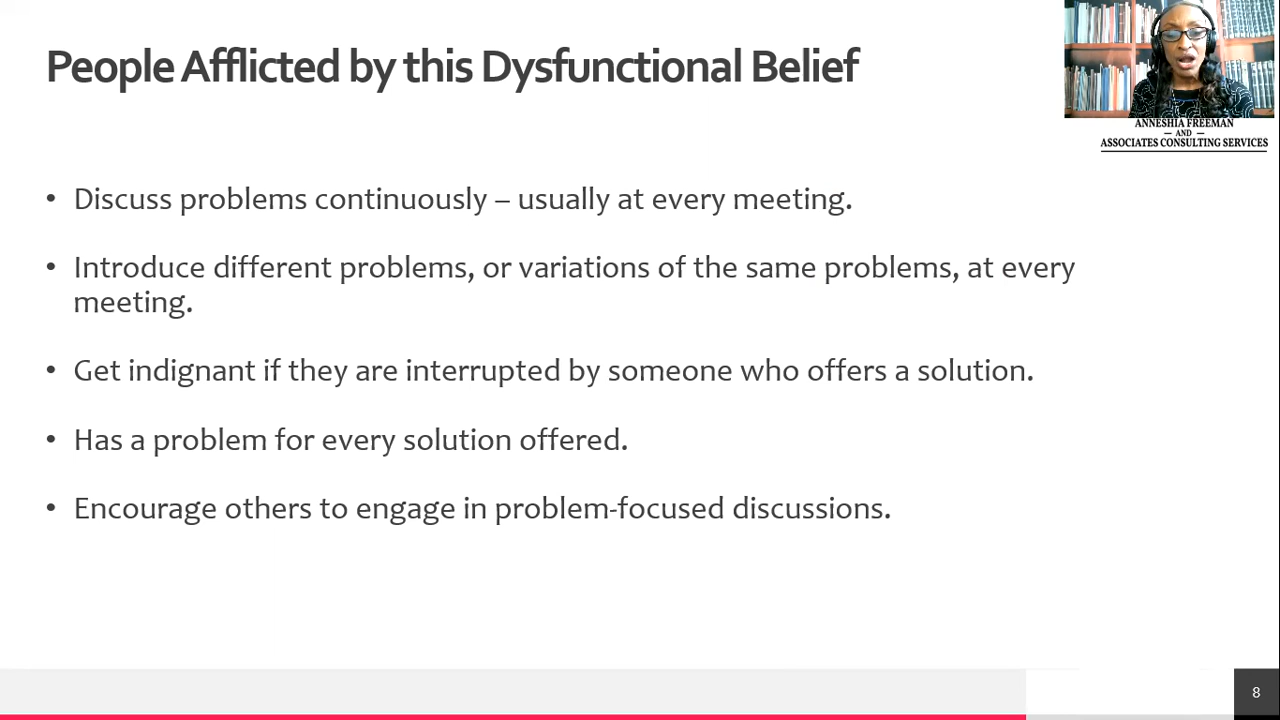 People Afflicted by this Dysfunctional Belief
ANNESHIA FREEMAN
— AND —
ASSOCIATES CONSULTING SERVICES
• Discuss problems continuously – usually at every meeting.
• Introduce different problems, or variations of the same problems, at every
meeting.
• Get indignant if they are interrupted by someone who offers a solution.
• Has a problem for every solution offered.
• Encourage others to engage in problem-focused discussions.
8